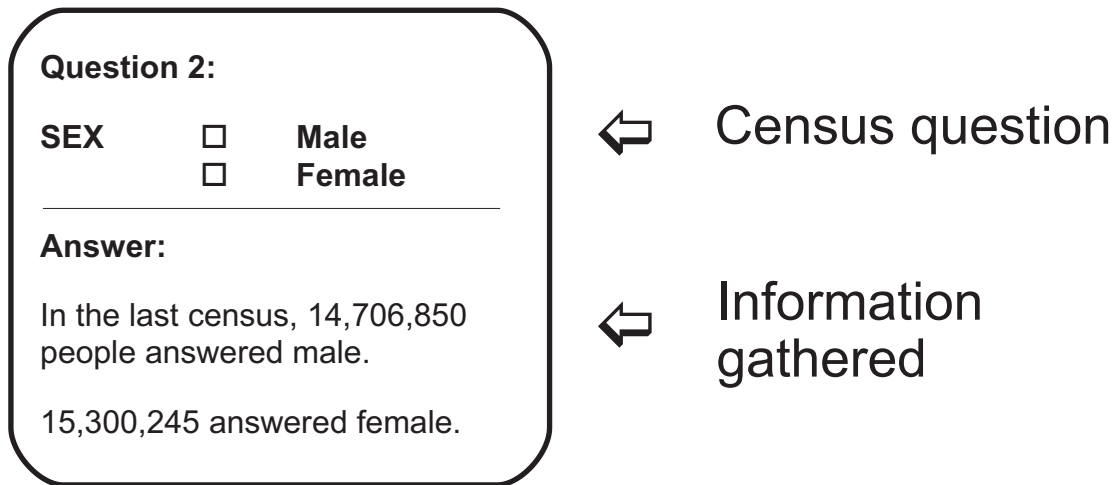 Question 2:
SEX □ Male
□ Female
Answer:
In the last census, 14,706,850
people answered male.
15,300,245 answered female.
Census question
Information
gathered